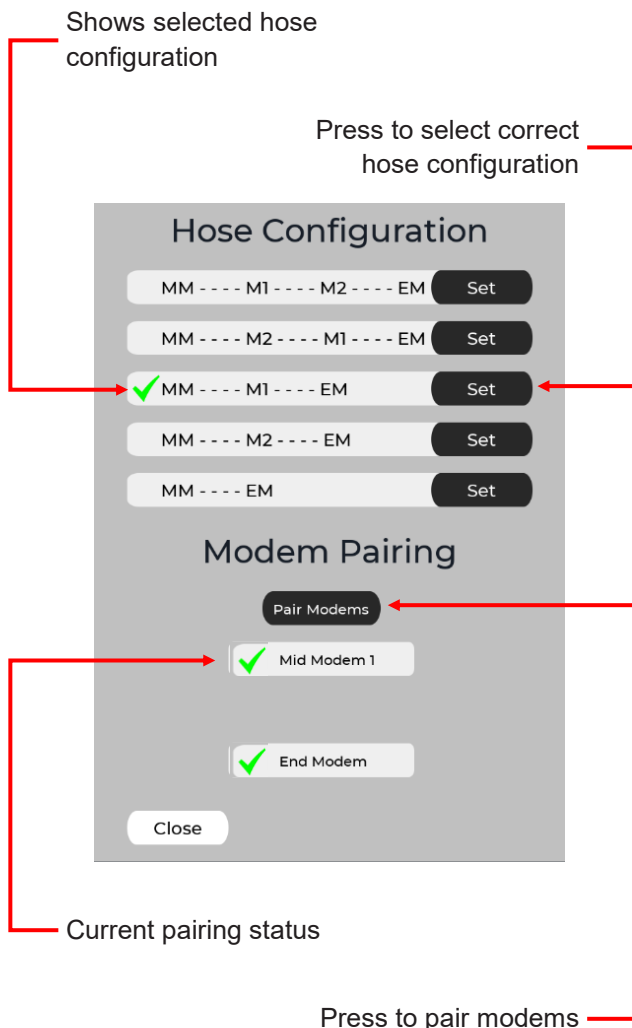 Shows selected hose
configuration
Press to select correct
hose configuration
Hose Configuration
MM - - - - M1 - - - - M2 - - - - EM Set
MM - - - - M2 - - - - M1 - - - - EM Set
MM - - - - M1 - - - - EM Set
MM - - - - M2 - - - - EM Set
MM - - - - EM Set
Modem Pairing
Pair Modems
Mid Modem 1
End Modem
Close
Current pairing status
Press to pair modems